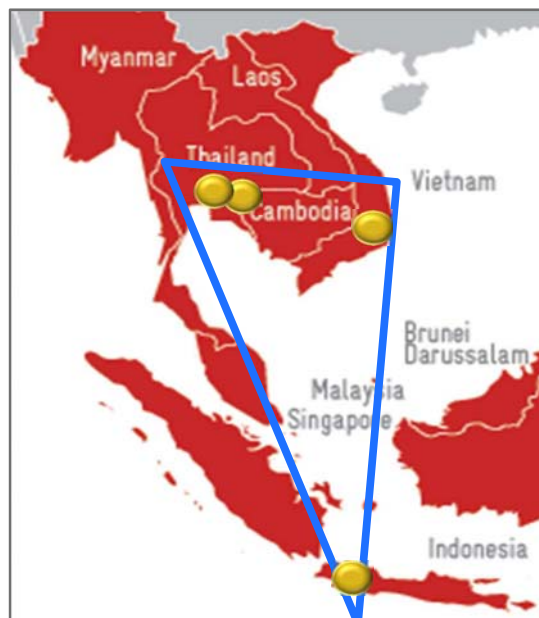 Myanmar
Laos
Thailand
Vietnam
Cambodia
Brunei
Darussalam
Malaysia
Singapore
Indonesia